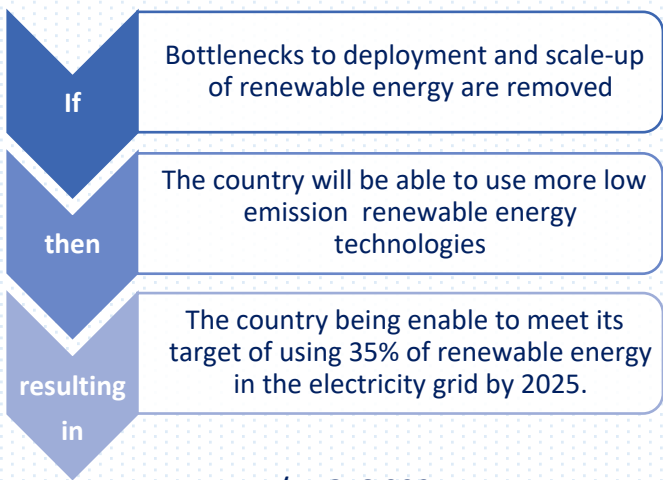 If
Bottlenecks to deployment and scale-up
of renewable energy are removed
then
The country will be able to use more low
emission renewable energy
technologies
resulting
in
The country being enable to meet its
target of using 35% of renewable energy
in the electricity grid by 2025.